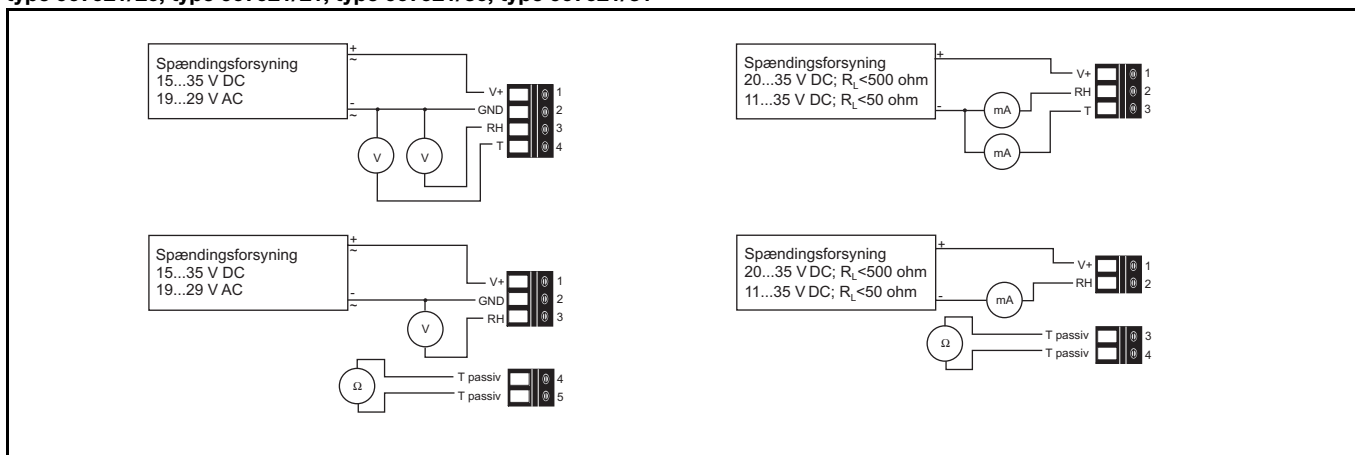 Spændingsforsyning
15...35 V DC
19...29 V AC
+
~
-
~
V+
GND
RH
T
1
2
3
4
V
V
Spændingsforsyning
20...35 V DC; RL<500 ohm
11...35 V DC; RL<50 ohm
+
-
V+
RH
T
1
2
3
mA
mA
Spændingsforsyning
15...35 V DC
19...29 V AC
+
~
-
~
V+
GND
RH
1
2
3
V
Ω
T passiv
T passiv
4
5
Spændingsforsyning
20...35 V DC; RL<500 ohm
11...35 V DC; RL<50 ohm
+
-
V+
RH
1
2
mA
Ω
T passiv
T passiv
3
4